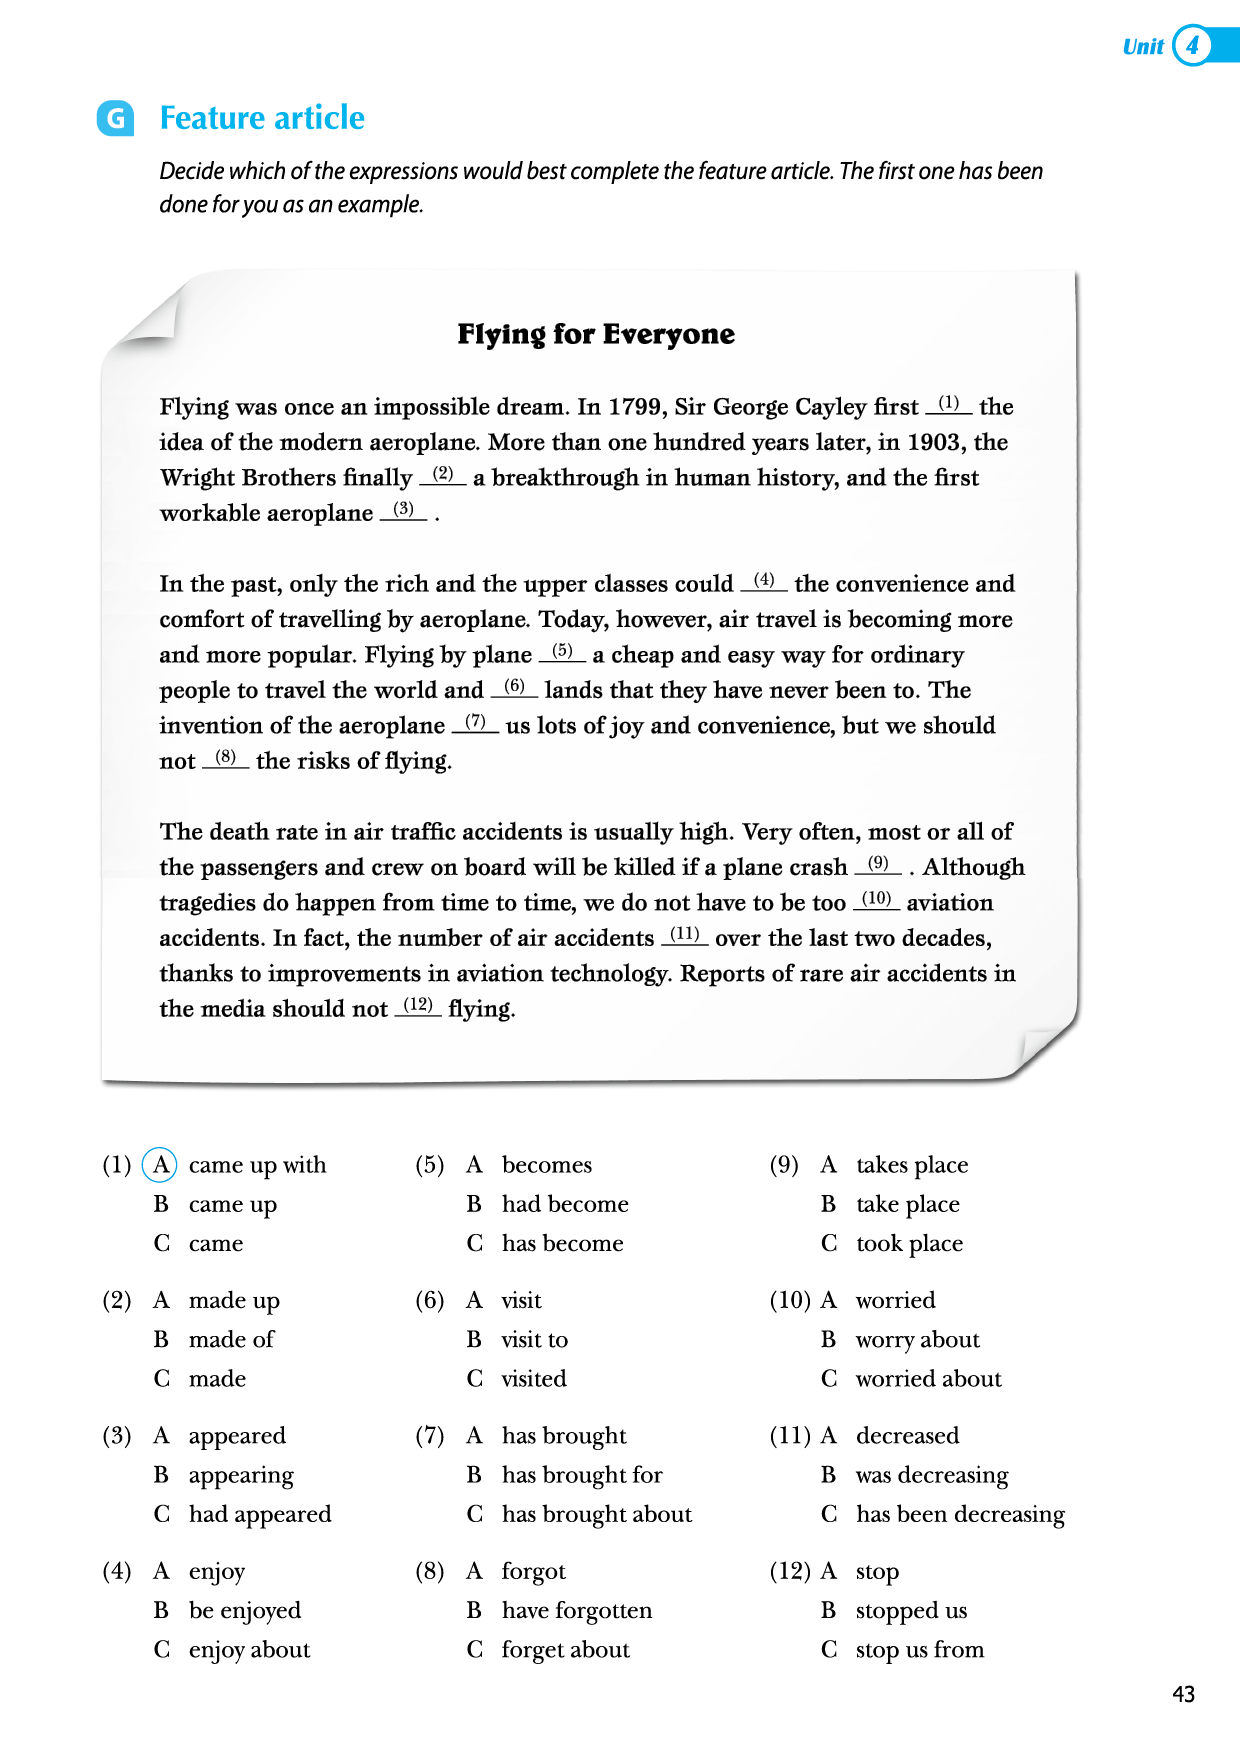 Unit 4
G Feature article
Decide which of the expressions would best complete the feature article. The first one has been
done for you as an example.
Flying for Everyone
Flying was once an impossible dream. In 1799, Sir George Cayley first (1) the
idea of the modern aeroplane. More than one hundred years later, in 1903, the
Wright Brothers finally (2) a breakthrough in human history, and the first
workable aeroplane (3) .
In the past, only the rich and the upper classes could (4) the convenience and
comfort of travelling by aeroplane. Today, however, air travel is becoming more
and more popular. Flying by plane (5) a cheap and easy way for ordinary
people to travel the world and (6) lands that they have never been to. The
invention of the aeroplane (7) us lots of joy and convenience, but we should
not (8) the risks of flying.
The death rate in air traffic accidents is usually high. Very often, most or all of
the passengers and crew on board will be killed if a plane crash (9) . Although
tragedies do happen from time to time, we do not have to be too (10) aviation
accidents. In fact, the number of air accidents (11) over the last two decades,
thanks to improvements in aviation technology. Reports of rare air accidents in
the media should not (12) flying.
(1) A came up with
B came up
C came
(2) A made up
B made of
C made
(3) A appeared
B appearing
C had appeared
(4) A enjoy
B be enjoyed
C enjoy about
(5) A becomes
B had become
C has become
(6) A visit
B visit to
C visited
(7) A has brought
B has brought for
C has brought about
(8) A forgot
B have forgotten
C forget about
(9) A takes place
B take place
C took place
(10) A worried
B worry about
C worried about
(11) A decreased
B was decreasing
C has been decreasing
(12) A stop
B stopped us
C stop us from
43